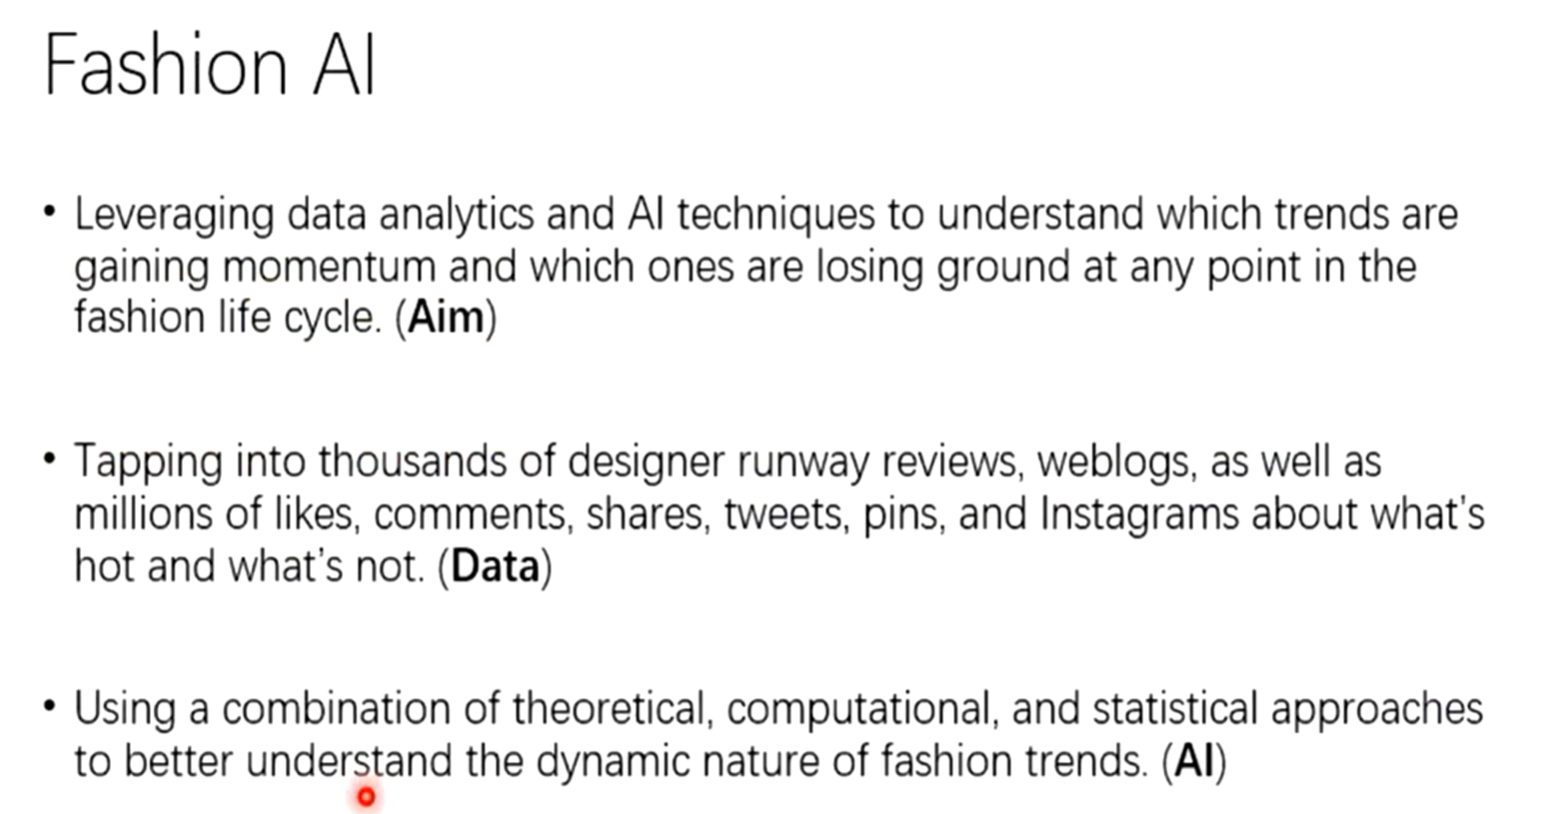 Fashion AI
• Leveraging data analytics and AI techniques to understand which trends are
gaining momentum and which ones are losing ground at any point in the
fashion life cycle. (Aim)
• Tapping into thousands of designer runway reviews, weblogs, as well as
millions of likes, comments, shares, tweets, pins, and Instagrams about what's
hot and what's not. (Data)
• Using a combination of theoretical, computational, and statistical approaches
to better understand the dynamic nature of fashion trends. (AI)